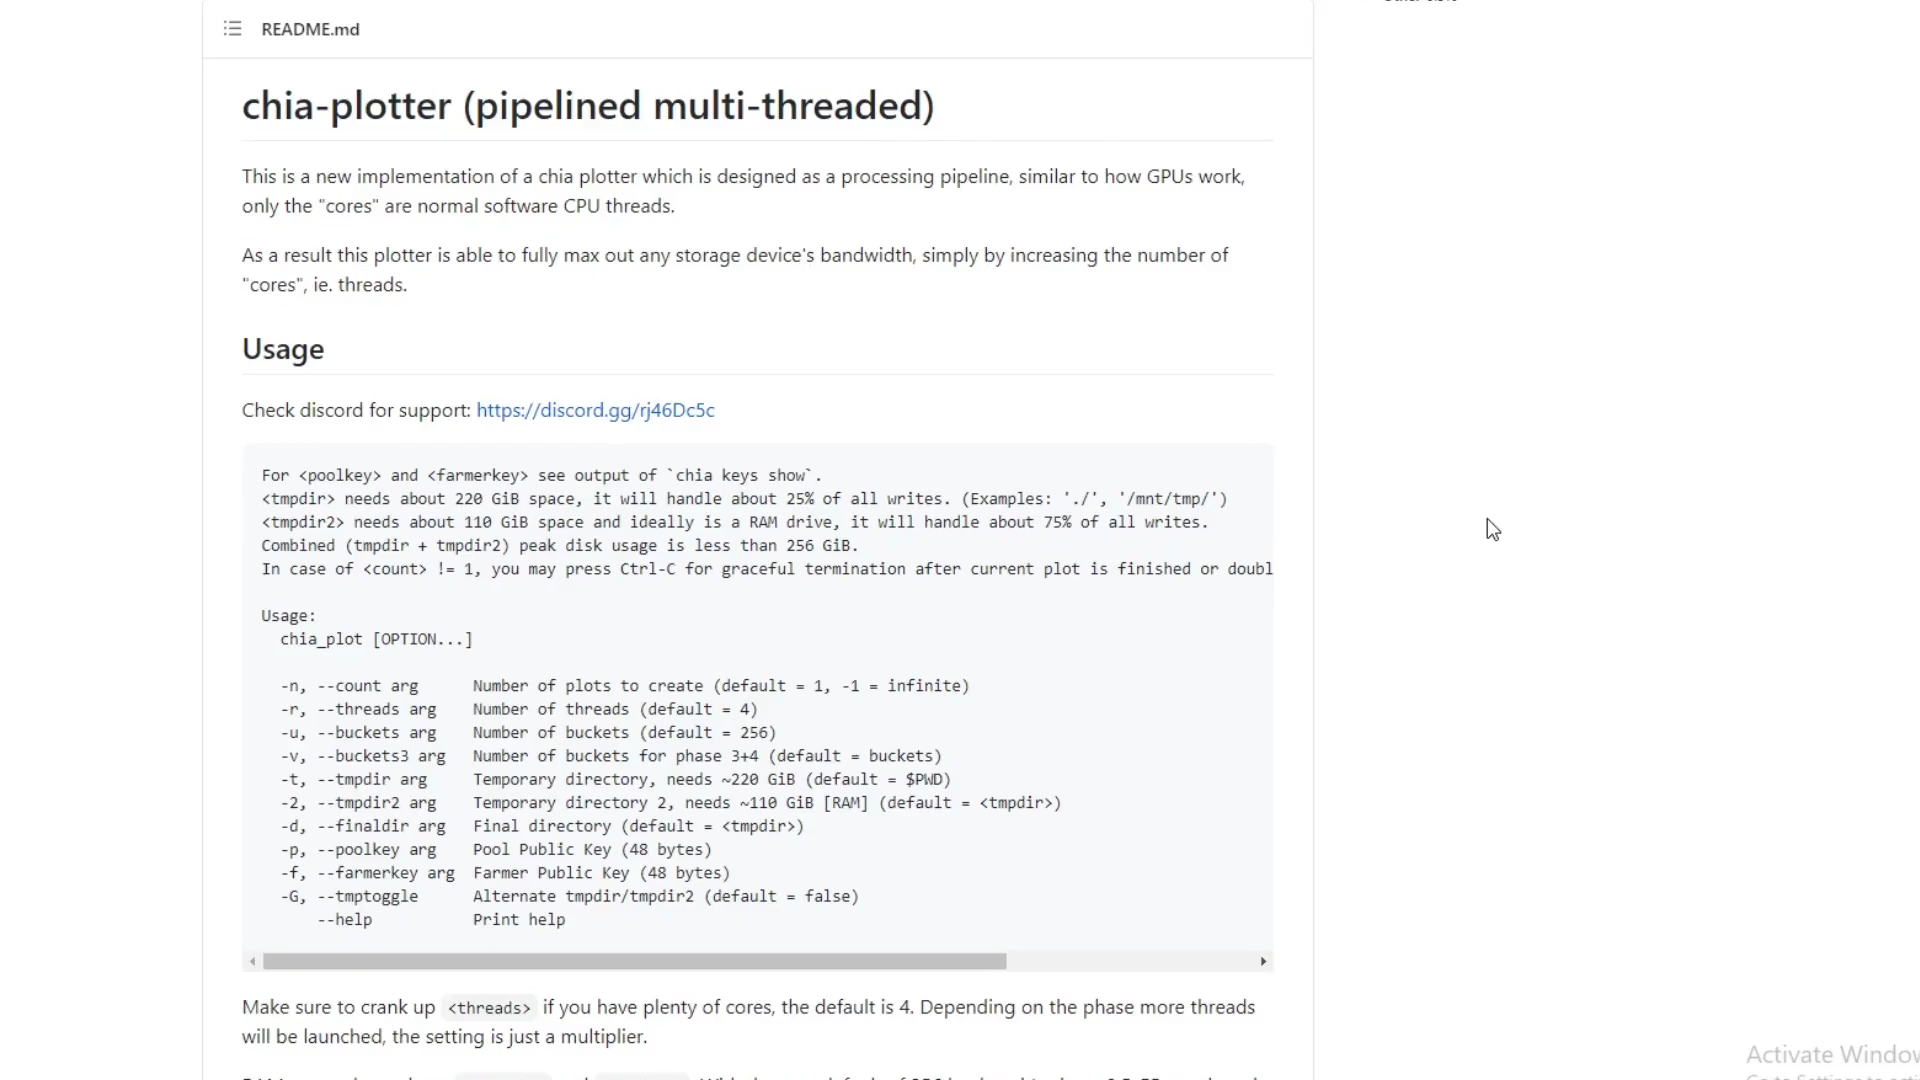 README.md
chia-plotter (pipelined multi-threaded)
This is a new implementation of a chia plotter which is designed as a processing pipeline, similar to how GPUs work,
only the "cores" are normal software CPU threads.
As a result this plotter is able to fully max out any storage device's bandwidth, simply by increasing the number of
"cores", ie. threads.
Usage
Check discord for support: https://discord.gg/rj46Dc5c
For <poolkey> and <farmerkey> see output of `chia keys show`.
<tmpdir> needs about 220 GiB space, it will handle about 25% of all writes. (Examples: './', '/mnt/tmp/')
<tmpdir2> needs about 110 GiB space and ideally is a RAM drive, it will handle about 75% of all writes.
Combined (tmpdir + tmpdir2) peak disk usage is less than 256 GiB.
In case of <count> != 1, you may press Ctrl-C for graceful termination after current plot is finished or doubl
Usage:
chia_plot [OPTION...]
-n, --count arg Number of plots to create (default = 1, -1 = infinite)
-r, --threads arg Number of threads (default = 4)
-u, --buckets arg Number of buckets (default = 256)
-v, --buckets3 arg Number of buckets for phase 3+4 (default = buckets)
-t, --tmpdir arg Temporary directory, needs ~220 GiB (default = $PWD)
-2, --tmpdir2 arg Temporary directory 2, needs ~110 GiB [RAM] (default = <tmpdir>)
-d, --finaldir arg Final directory (default = <tmpdir>)
-p, --poolkey arg Pool Public Key (48 bytes)
-f, --farmerkey arg Farmer Public Key (48 bytes)
-G, --tmptoggle Alternate tmpdir/tmpdir2 (default = false)
--help Print help
Make sure to crank up <threads> if you have plenty of cores, the default is 4. Depending on the phase more threads
will be launched, the setting is just a multiplier.
Activate Window